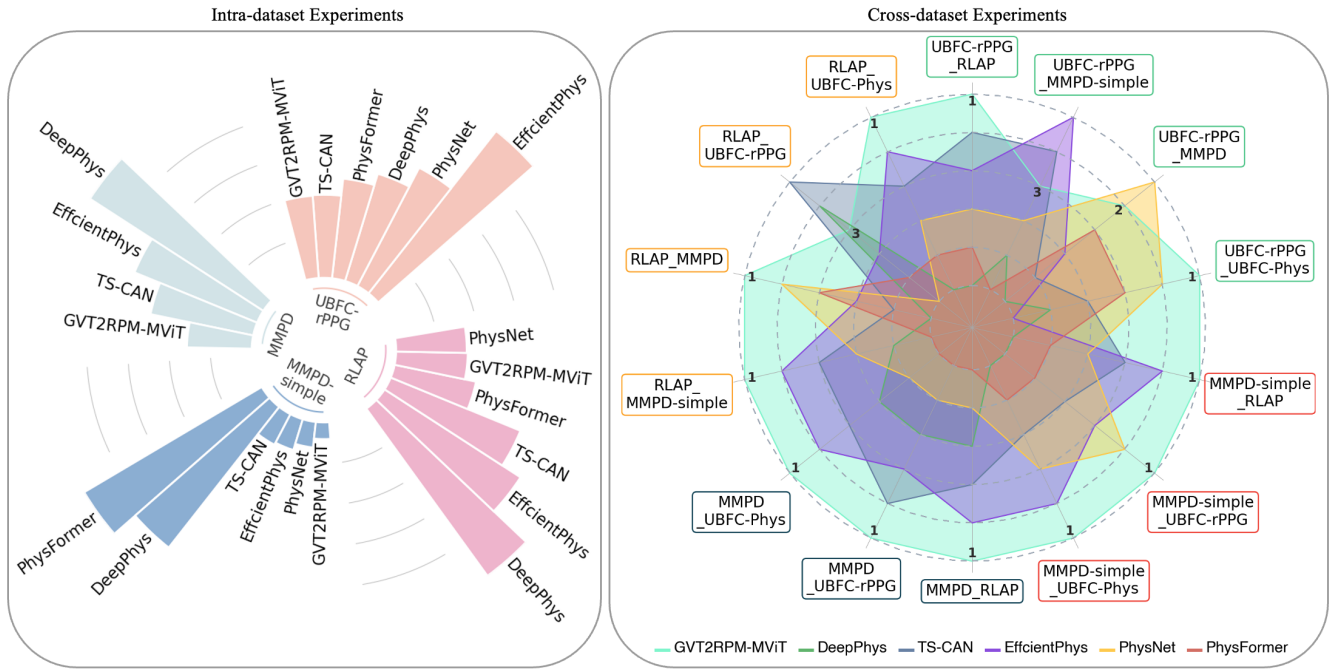 Intra-dataset Experiments
DeepPhys
EffcientPhys
TS-CAN
GVT2RPM-MViT
MMPD
GVT2RPM-MViT
TS-CAN
PhysFormer
DeepPhys
PhysNet
EffcientPhys
UBFC-
rPPG
PhysNet
GVT2RPM-MViT
PhysFormer
TS-CAN
EffcientPhys
DeepPhys
RLAP
MMPD-
simple
PhysFormer
DeepPhys
TS-CAN
EffcientPhys
PhysNet
GVT2RPM-MViT
Cross-dataset Experiments
UBFC-rPPG
_RLAP
UBFC-rPPG
_MMPD-simple
UBFC-rPPG
_MMPD
UBFC-rPPG
_UBFC-Phys
MMPD-simple
_RLAP
MMPD-simple
_UBFC-rPPG
MMPD-simple
_UBFC-Phys
MMPD_RLAP
MMPD
_UBFC-rPPG
MMPD
_UBFC-Phys
RLAP_
MMPD-simple
RLAP_MMPD
RLAP_
UBFC-rPPG
RLAP_
UBFC-Phys
1
3
2
1
1
1
1
1
1
1
1
1
3
1
GVT2RPM-MViT
DeepPhys
TS-CAN
EffcientPhys
PhysNet
PhysFormer